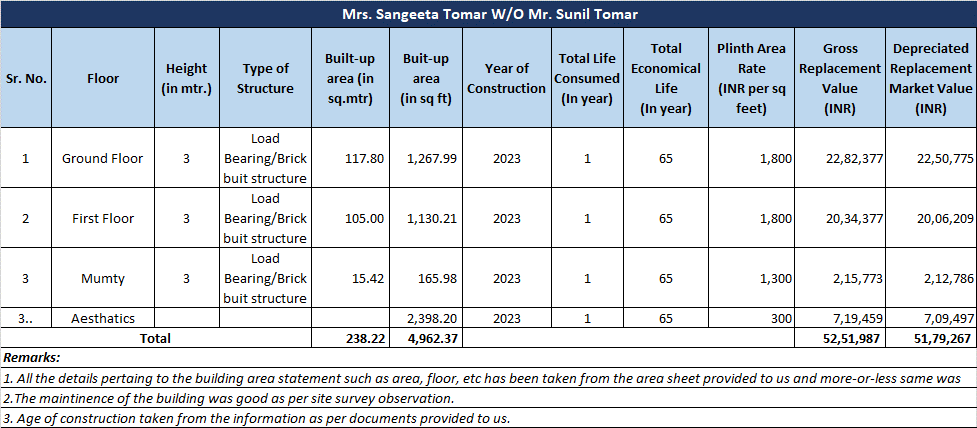 Mrs. Sangeeta Tomar W/O Mr. Sunil Tomar
Sr. No. Floor Height (in mtr.) Type of Structure Built-up area (in sq.mtr) Buit-up area (in sq ft) Year of Construction Total Life Consumed (In year) Total Economical Life (In year) Plinth Area Rate (INR per sq feet) Gross Replacement Value (INR) Depreciated Replacement Market Value (INR)
1 Ground Floor 3 Load Bearing/Brick buit structure 117.80 1,267.99 2023 1 65 1,800 22,82,377 22,50,775
2 First Floor 3 Load Bearing/Brick buit structure 105.00 1,130.21 2023 1 65 1,800 20,34,377 20,06,209
3 Mumty 3 Load Bearing/Brick buit structure 15.42 165.98 2023 1 65 1,300 2,15,773 2,12,786
3.. Aesthatics 2,398.20 2023 1 65 300 7,19,459 7,09,497
Total 238.22 4,962.37 52,51,987 51,79,267
Remarks:
1. All the details pertaing to the building area statement such as area, floor, etc has been taken from the area sheet provided to us and more-or-less same was
2.The maintinence of the building was good as per site survey observation.
3. Age of construction taken from the information as per documents provided to us.